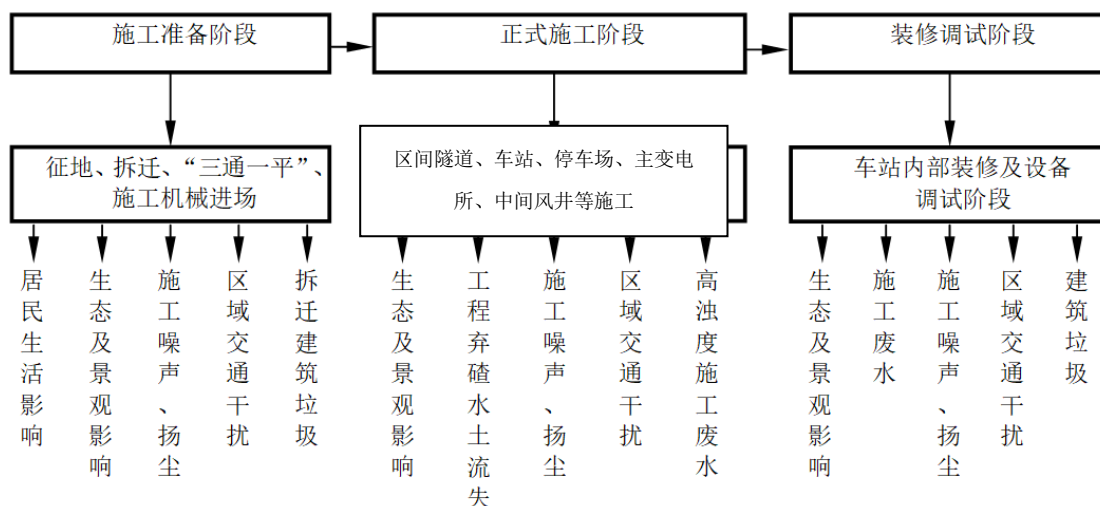 施工准备阶段
正式施工阶段
装修调试阶段
征地、拆迁、“三通一平”、
施工机械进场
区间隧道、车站、停车场、主变电
所、中间风井等施工
车站内部装修及设备
调试阶段
居民生活影响
生态及景观影响
施工噪声、扬尘
区域交通干扰
拆迁建筑垃圾
生态及景观影响
工程弃碴水土流失
施工噪声、扬尘
区域交通干扰
高浊度施工废水
生态及景观影响
施工废水
施工噪声、扬尘
区域交通干扰
建筑垃圾